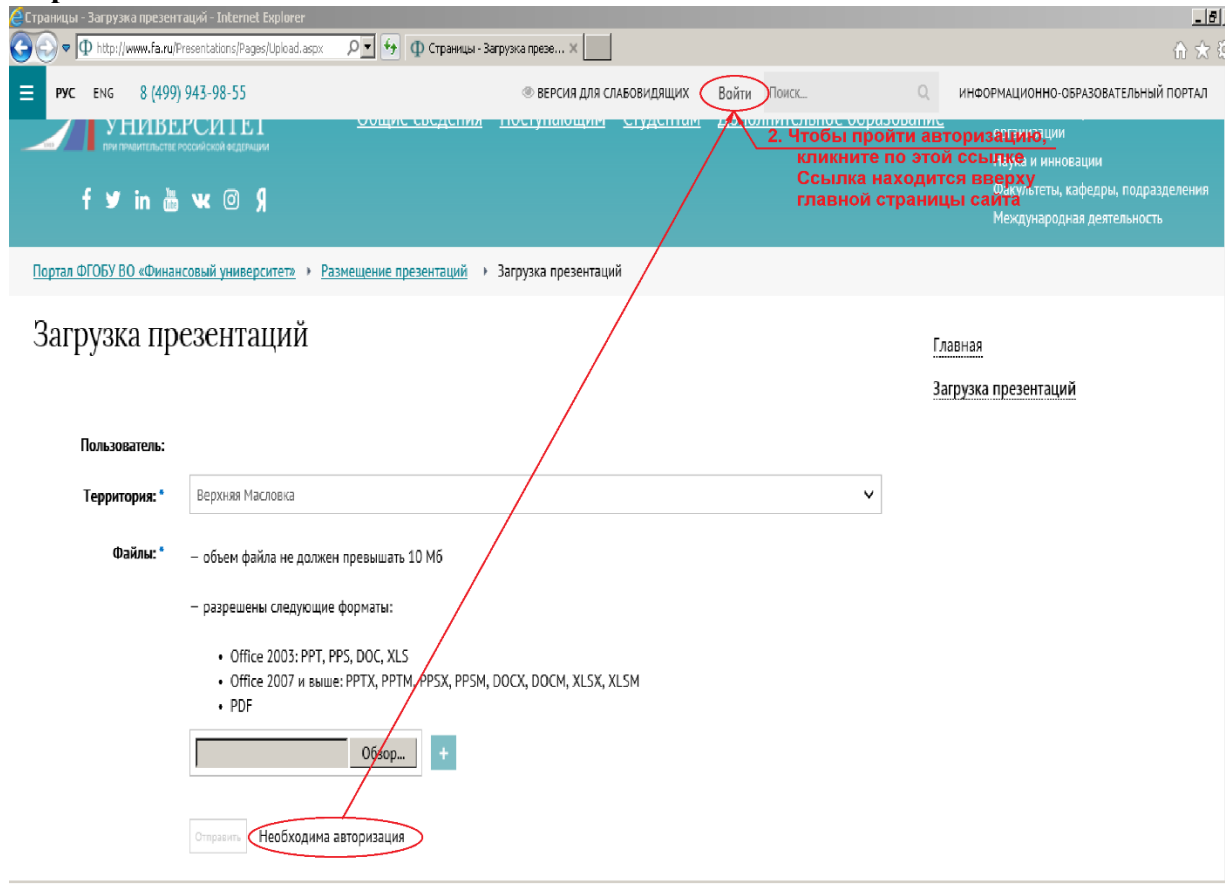 Страницы - Загрузка презентаций - Internet Explorer
http://www.fa.ru/Presentations/Pages/Upload.aspx
Страницы - Загрузка презе...
РУС ENG 8 (499) 943-98-55 ВЕРСИЯ ДЛЯ СЛАБОВИДЯЩИХ Войти Поиск... ИНФОРМАЦИОННО-ОБРАЗОВАТЕЛЬНЫЙ ПОРТАЛ
УНИВЕРСИТЕТ
ПРИ ПРАВИТЕЛЬСТВЕ РОССИЙСКОЙ ФЕДЕРАЦИИ
Общие сведения Поступающим Студентам Дополнительное образование
2. Чтобы пройти авторизацию,
кликните по этой ссылке
Ссылка находится вверху
главной страницы сайта
организации
Наука и инновации
Факультеты, кафедры, подразделения
Международная деятельность
Портал ФГОБУ ВО «Финансовый университет» Размещение презентаций Загрузка презентаций
Загрузка презентаций
Главная
Загрузка презентаций
Пользователь:
Территория: * Верхняя Масловка
Файлы: * – объем файла не должен превышать 10 Мб
– разрешены следующие форматы:
• Office 2003: PPT, PPS, DOC, XLS
• Office 2007 и выше: PPTX, PPTM, PPSX, PPSM, DOCX, DOCM, XLSX, XLSM
• PDF
Обзор... +
Отправить Необходима авторизация